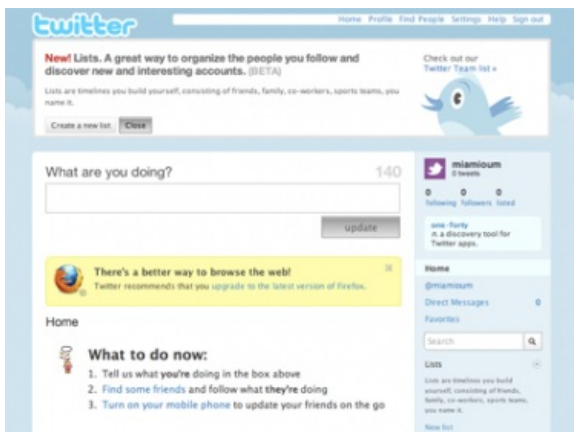 twitter
Home Profile Find People Settings Help Sign out
New! Lists. A great way to organize the people you follow and
discover new and interesting accounts. (BETA)
Lists are timelines you build yourself, consisting of friends, family, co-workers, sports teams, you
name it.
Create a new list Close
Check out our
Twitter Team list »
What are you doing? 140
update
There's a better way to browse the web!
Twitter recommends that you upgrade to the latest version of Firefox.
Home
What to do now:
1. Tell us what you're doing in the box above
2. Find some friends and follow what they're doing
3. Turn on your mobile phone to update your friends on the go
miamioum
0 tweets
0 0 0
following followers listed
one-forty
n. a discovery tool for
Twitter apps.
Home
@miamioum
Direct Messages 0
Favorites
Search
Lists
Lists are timelines you build
yourself, consisting of friends,
family, co-workers, sports teams,
you name it.
New list